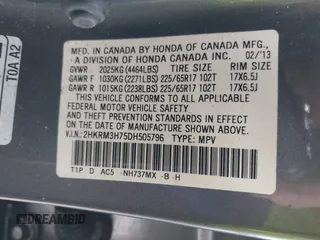 T0A A2
MFD. IN CANADA BY HONDA OF CANADA MFG.,
- A DIVISION OF HONDA CANADA INC. 02/'13
GVWR 2025KG (4464LBS) TIRE SIZE RIM SIZE
GAWR F 1030KG (2271LBS) 225/65R17 102T 17X6.5J
GAWR R 1015KG (2238LBS) 225/65R17 102T 17X6.5J
THIS VEHICLE CONFORMS TO ALL APPLICABLE
FEDERAL MOTOR VEHICLE SAFETY, BUMPER, AND
THEFT PREVENTION STANDARDS IN EFFECT ON THE
DATE OF MANUFACTURE SHOWN ABOVE.
V.I.N.: 2HKRM3H75DH505796 TYPE: MPV
TIP D AC5 -NH737MX -B -H
DREAMBID